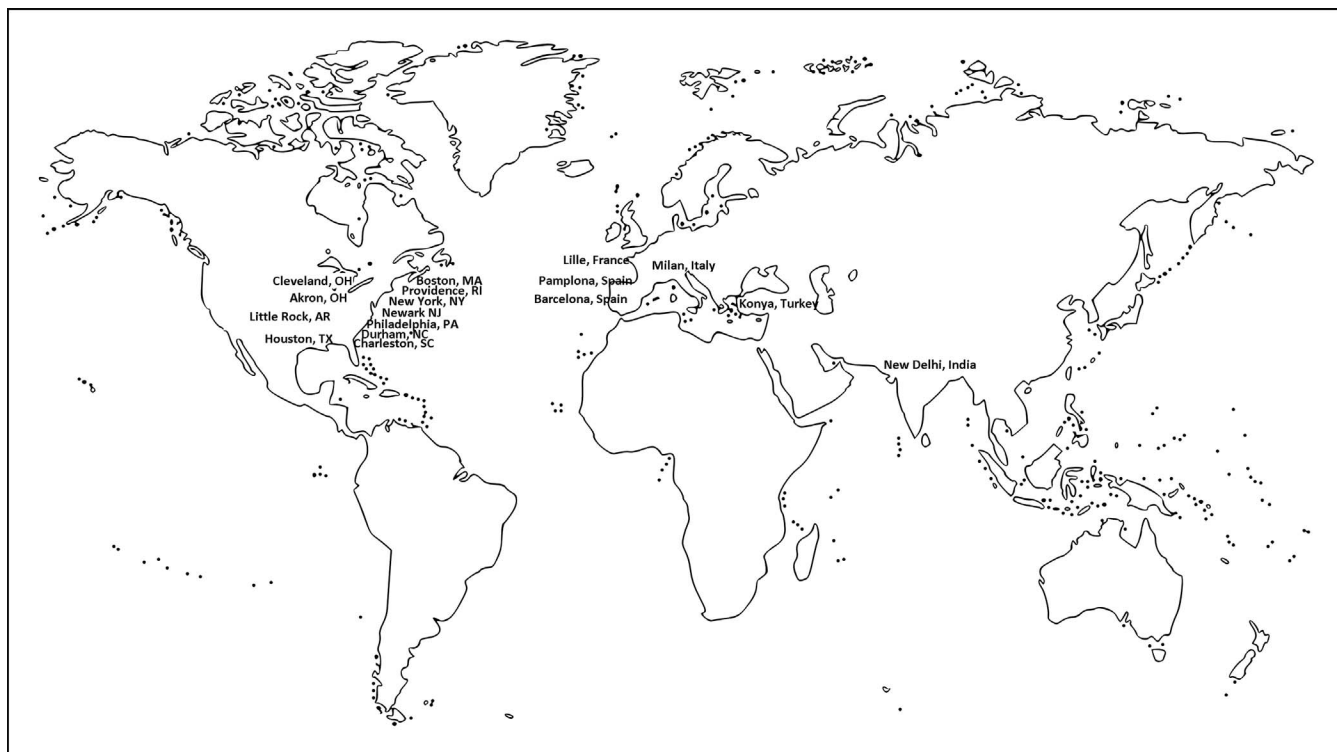 Lille, France
Milan, Italy
Cleveland, OH
Boston, MA
Pamplona, Spain
Providence, RI
Akron, OH
New York, NY
Barcelona, Spain
Konya, Turkey
Newark NJ
Little Rock, AR
Philadelphia, PA
Durham, NC
Houston, TX
Charleston, SC
New Delhi, India